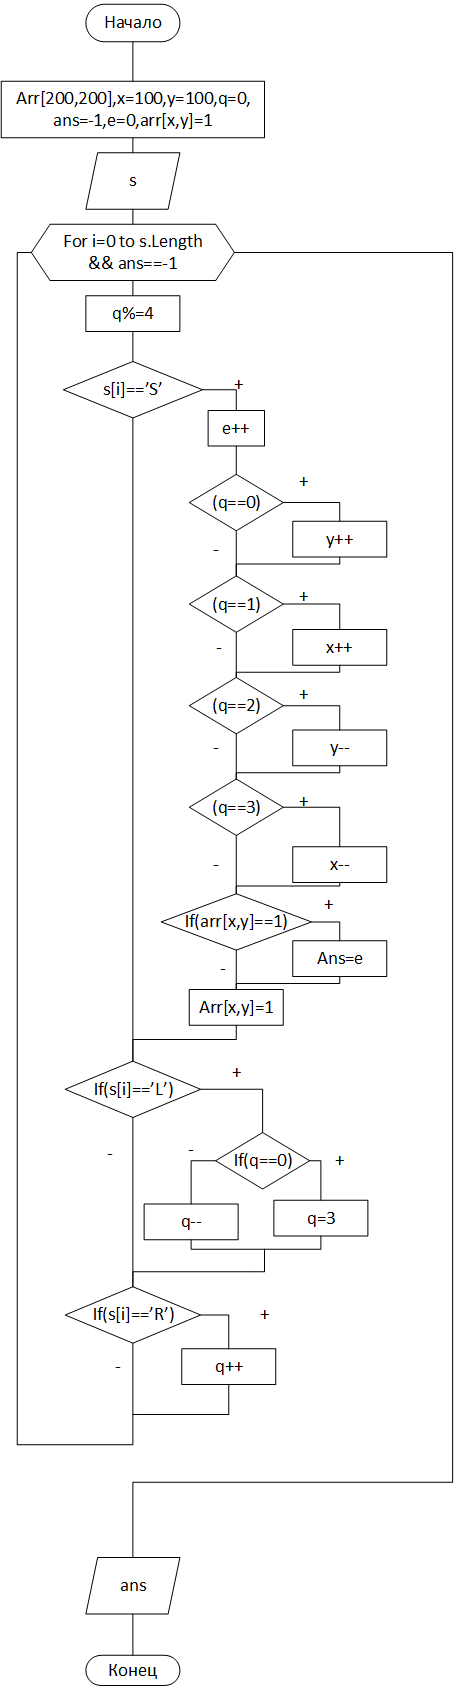 Начало
Arr[200,200],x=100,y=100,q=0,
ans=-1,e=0,arr[x,y]=1
s
For i=0 to s.Length
&& ans==-1
q%=4
s[i]==’S’
+
e++
(q==0)
+
-
y++
(q==1)
+
-
x++
(q==2)
+
-
y--
(q==3)
+
-
x--
If(arr[x,y]==1)
+
-
Ans=e
Arr[x,y]=1
If(s[i]==’L’)
+
-
If(q==0)
-
+
q--
q=3
If(s[i]==’R’)
+
-
q++
ans
Конец